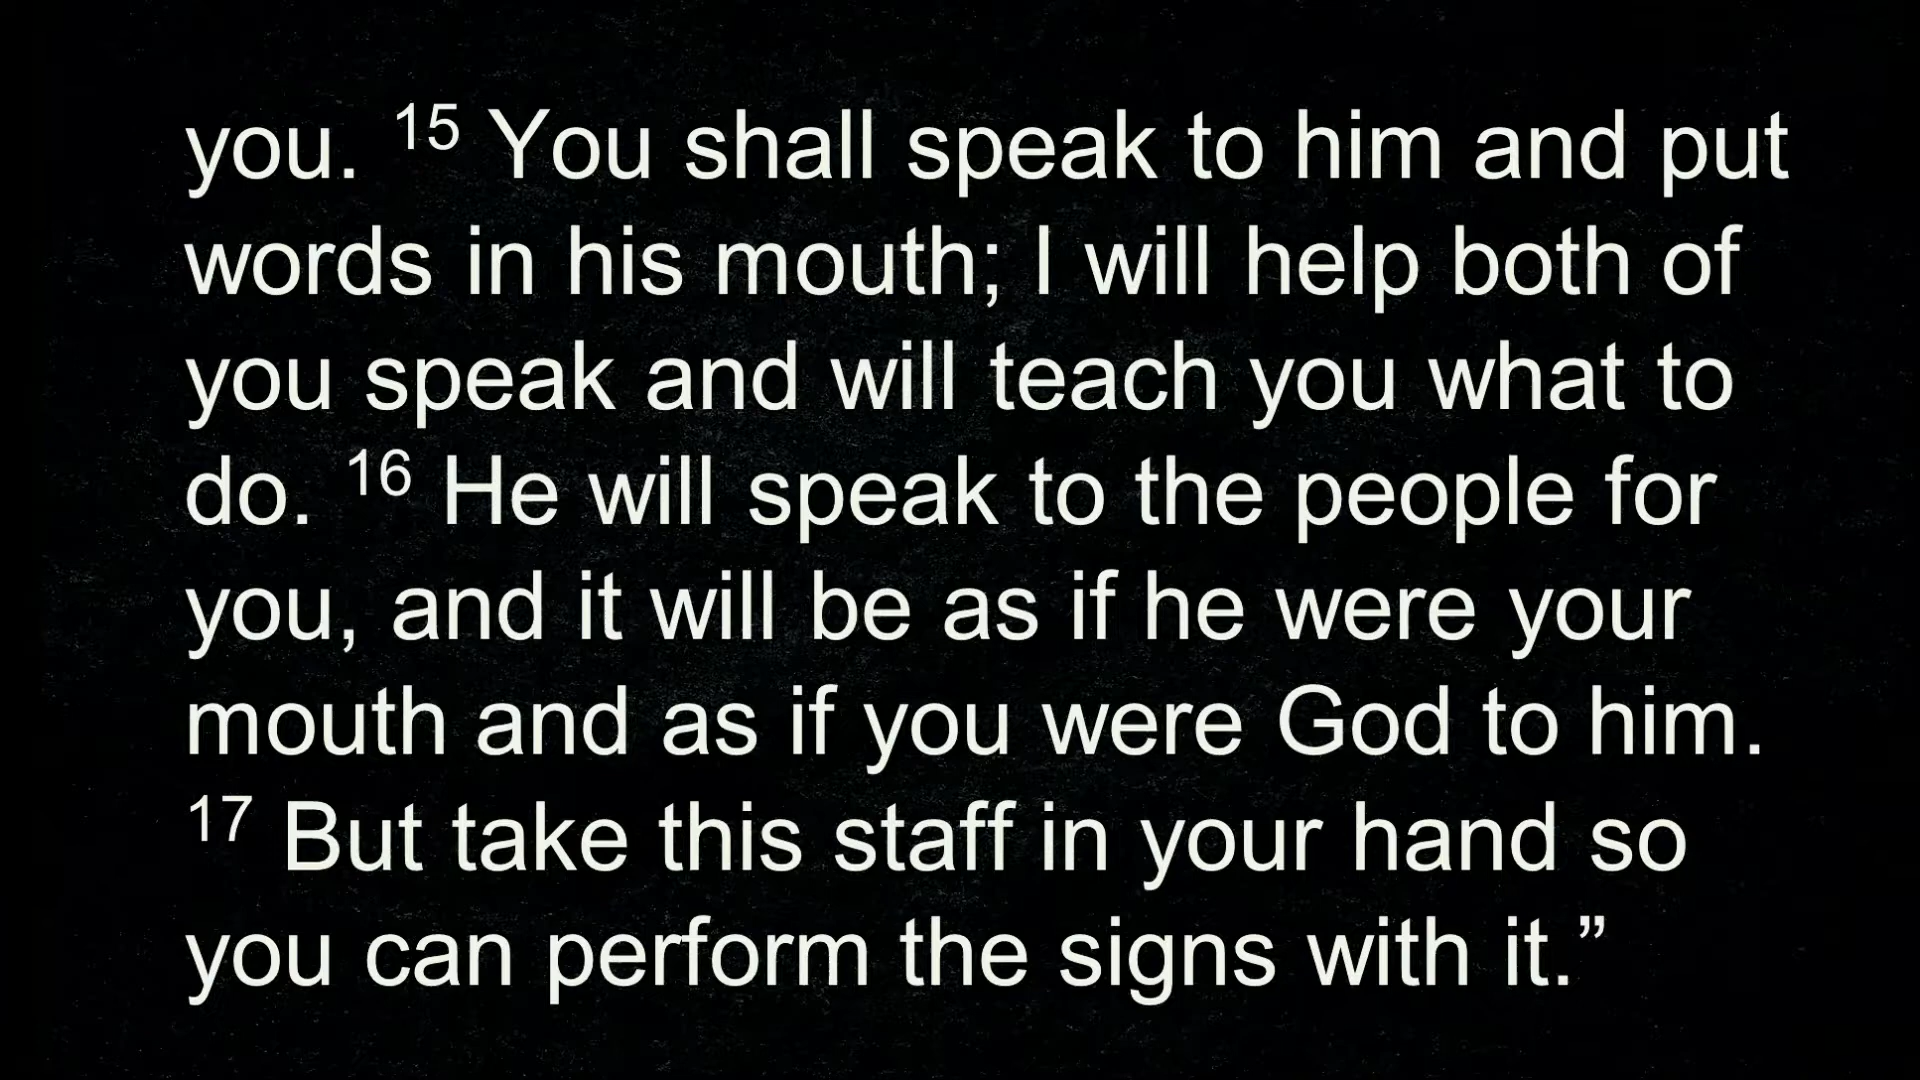 you. 15 You shall speak to him and put
words in his mouth; I will help both of
you speak and will teach you what to
do. 16 He will speak to the people for
you, and it will be as if he were your
mouth and as if you were God to him.
17 But take this staff in your hand so
you can perform the signs with it.”